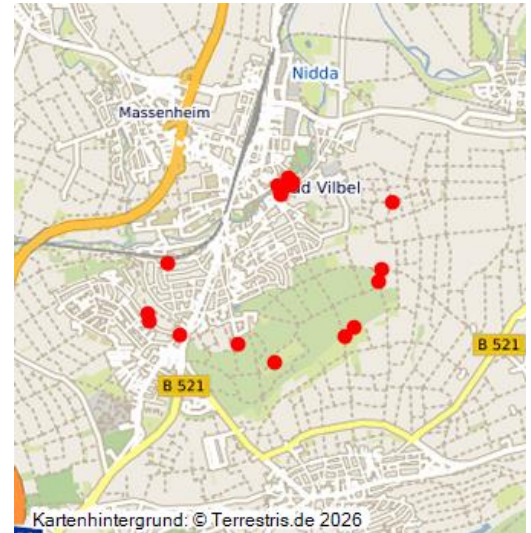 Nidda
Massenheim
ad Vilbel
B 521
B 521
Kartenhintergrund: © Terrestris.de 2026